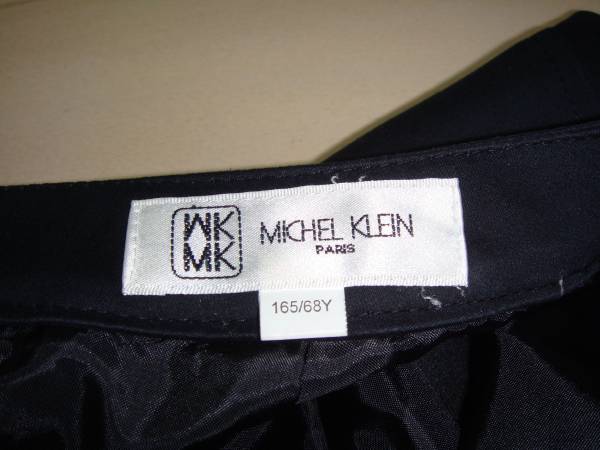 MK
MK
MICHEL KLEIN
PARIS
165/68Y